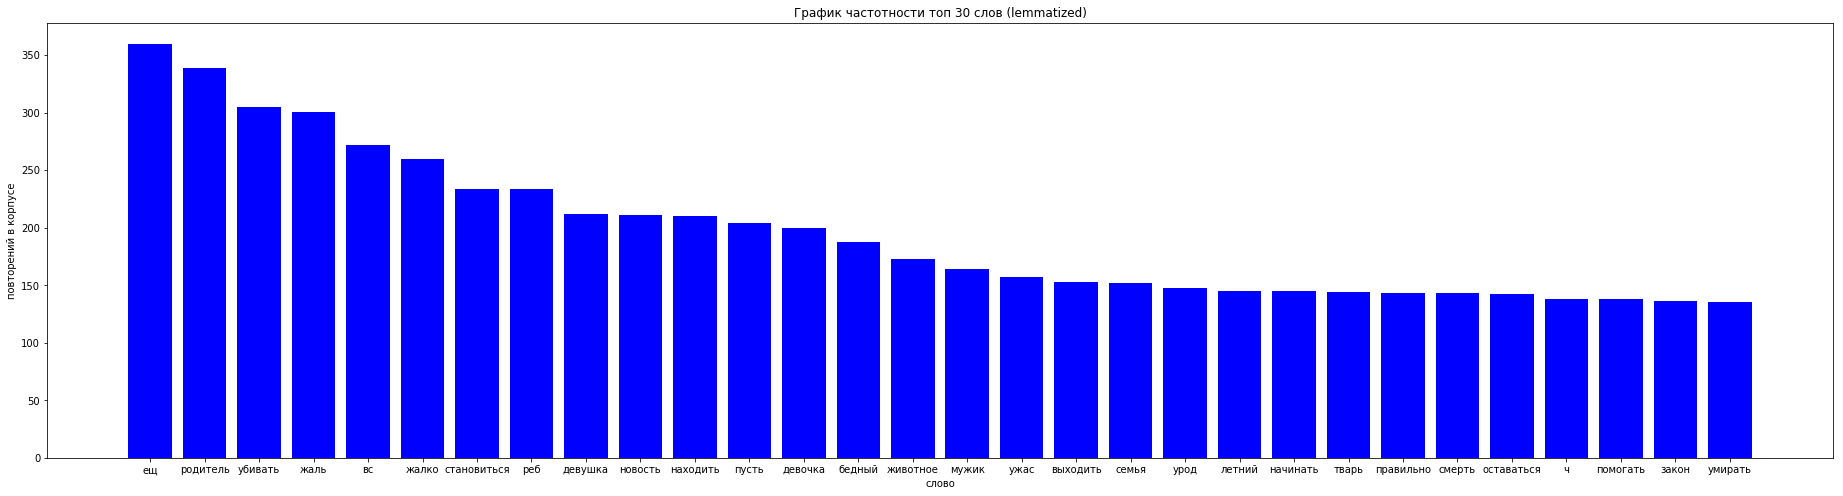 График частотности топ 30 слов (lemmatized)
повторений в корпусе
350
300
250
200
150
100
50
0
ещ родитель убивать жаль вс жалко становиться реб девушка новость находить пусть девочка бедный животное мужик ужас выходить семья урод летний начинать тварь правильно смерть оставаться ч помогать закон умирать
слово